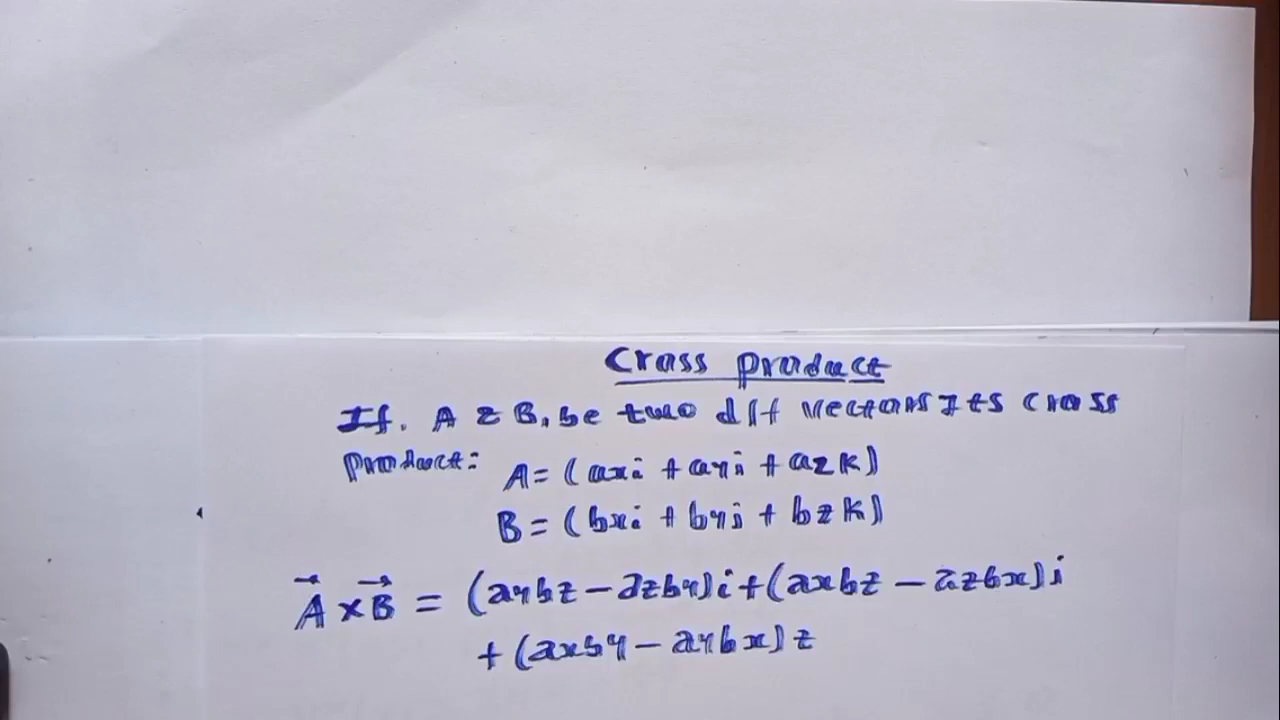 Cross product
If. A & B, be two dif vectors Its cross
product: A = (axi + ayj + azk)
B = (bxi + byj + bzk)
A × B = (aybz – azby)i + (axbz – azbx)j
+ (axby – aybx) z